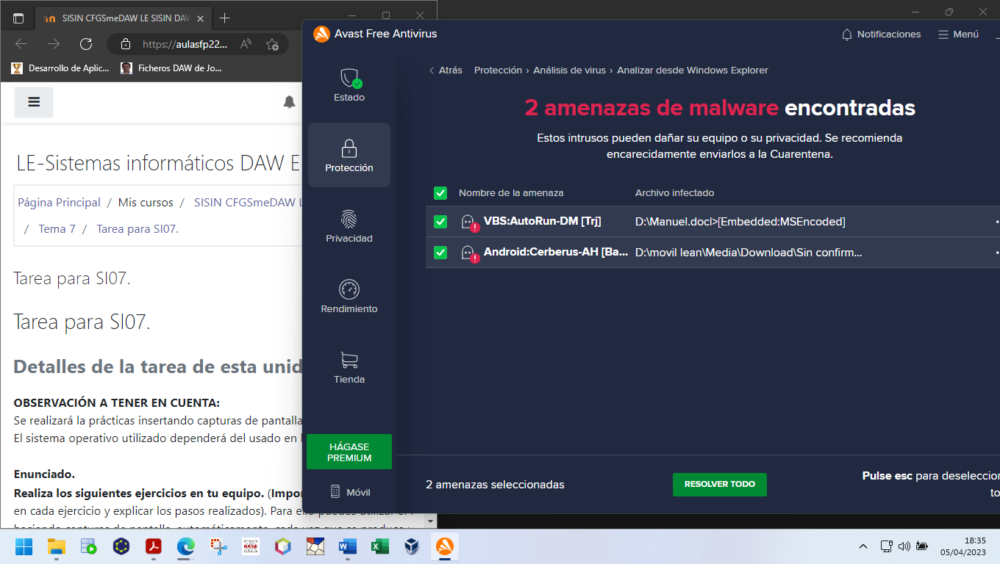 SISIN CFGSmeDAW LE SISIN DAW
https://aulasfp22...
Desarrollo de Aplic...
Ficheros DAW de Jo...
LE-Sistemas informáticos DAW E
Página Principal / Mis cursos / SISIN CFGSmeDAW L
/ Tema 7 / Tarea para SI07.
Tarea para SI07.
Tarea para SI07.
Detalles de la tarea de esta unid
OBSERVACIÓN A TENER EN CUENTA:
Se realizará la prácticas insertando capturas de pantalla
El sistema operativo utilizado dependerá del usado en
Enunciado.
Realiza los siguientes ejercicios en tu equipo. (Impor
en cada ejercicio y explicar los pasos realizados). Para
Avast Free Antivirus
Notificaciones
Menú
Estado
Protección
Privacidad
Rendimiento
Tienda
HÁGASE
PREMIUM
Móvil
Atrás Protección › Análisis de virus › Analizar desde Windows Explorer
2 amenazas de malware encontradas
Estos intrusos pueden dañar su equipo o su privacidad. Se recomienda
encarecidamente enviarlos a la Cuarentena.
Nombre de la amenaza Archivo infectado
VBS:AutoRun-DM [Trj] D:\Manuel.docl>[Embedded:MSEncoded]
Android:Cerberus-AH [Ba... D:\movil lean\Media\Download\Sin confirm...
2 amenazas seleccionadas
RESOLVER TODO
Pulse esc para deseleccior
to
18:35
05/04/2023